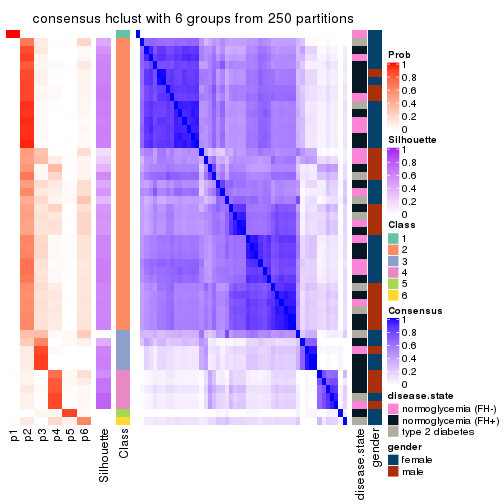 consensus hclust with 6 groups from 250 partitions
Prob
1
0.8
0.6
0.4
0.2
0
Silhouette
1
0.8
0.6
0.4
0.2
0
Class
1
2
3
4
5
6
Consensus
1
0.8
0.6
0.4
0.2
0
disease.state
normoglycemia (FH-)
normoglycemia (FH+)
type 2 diabetes
gender
female
male
p1
p2
p3
p4
p5
p6
Silhouette
Class
disease.state
gender